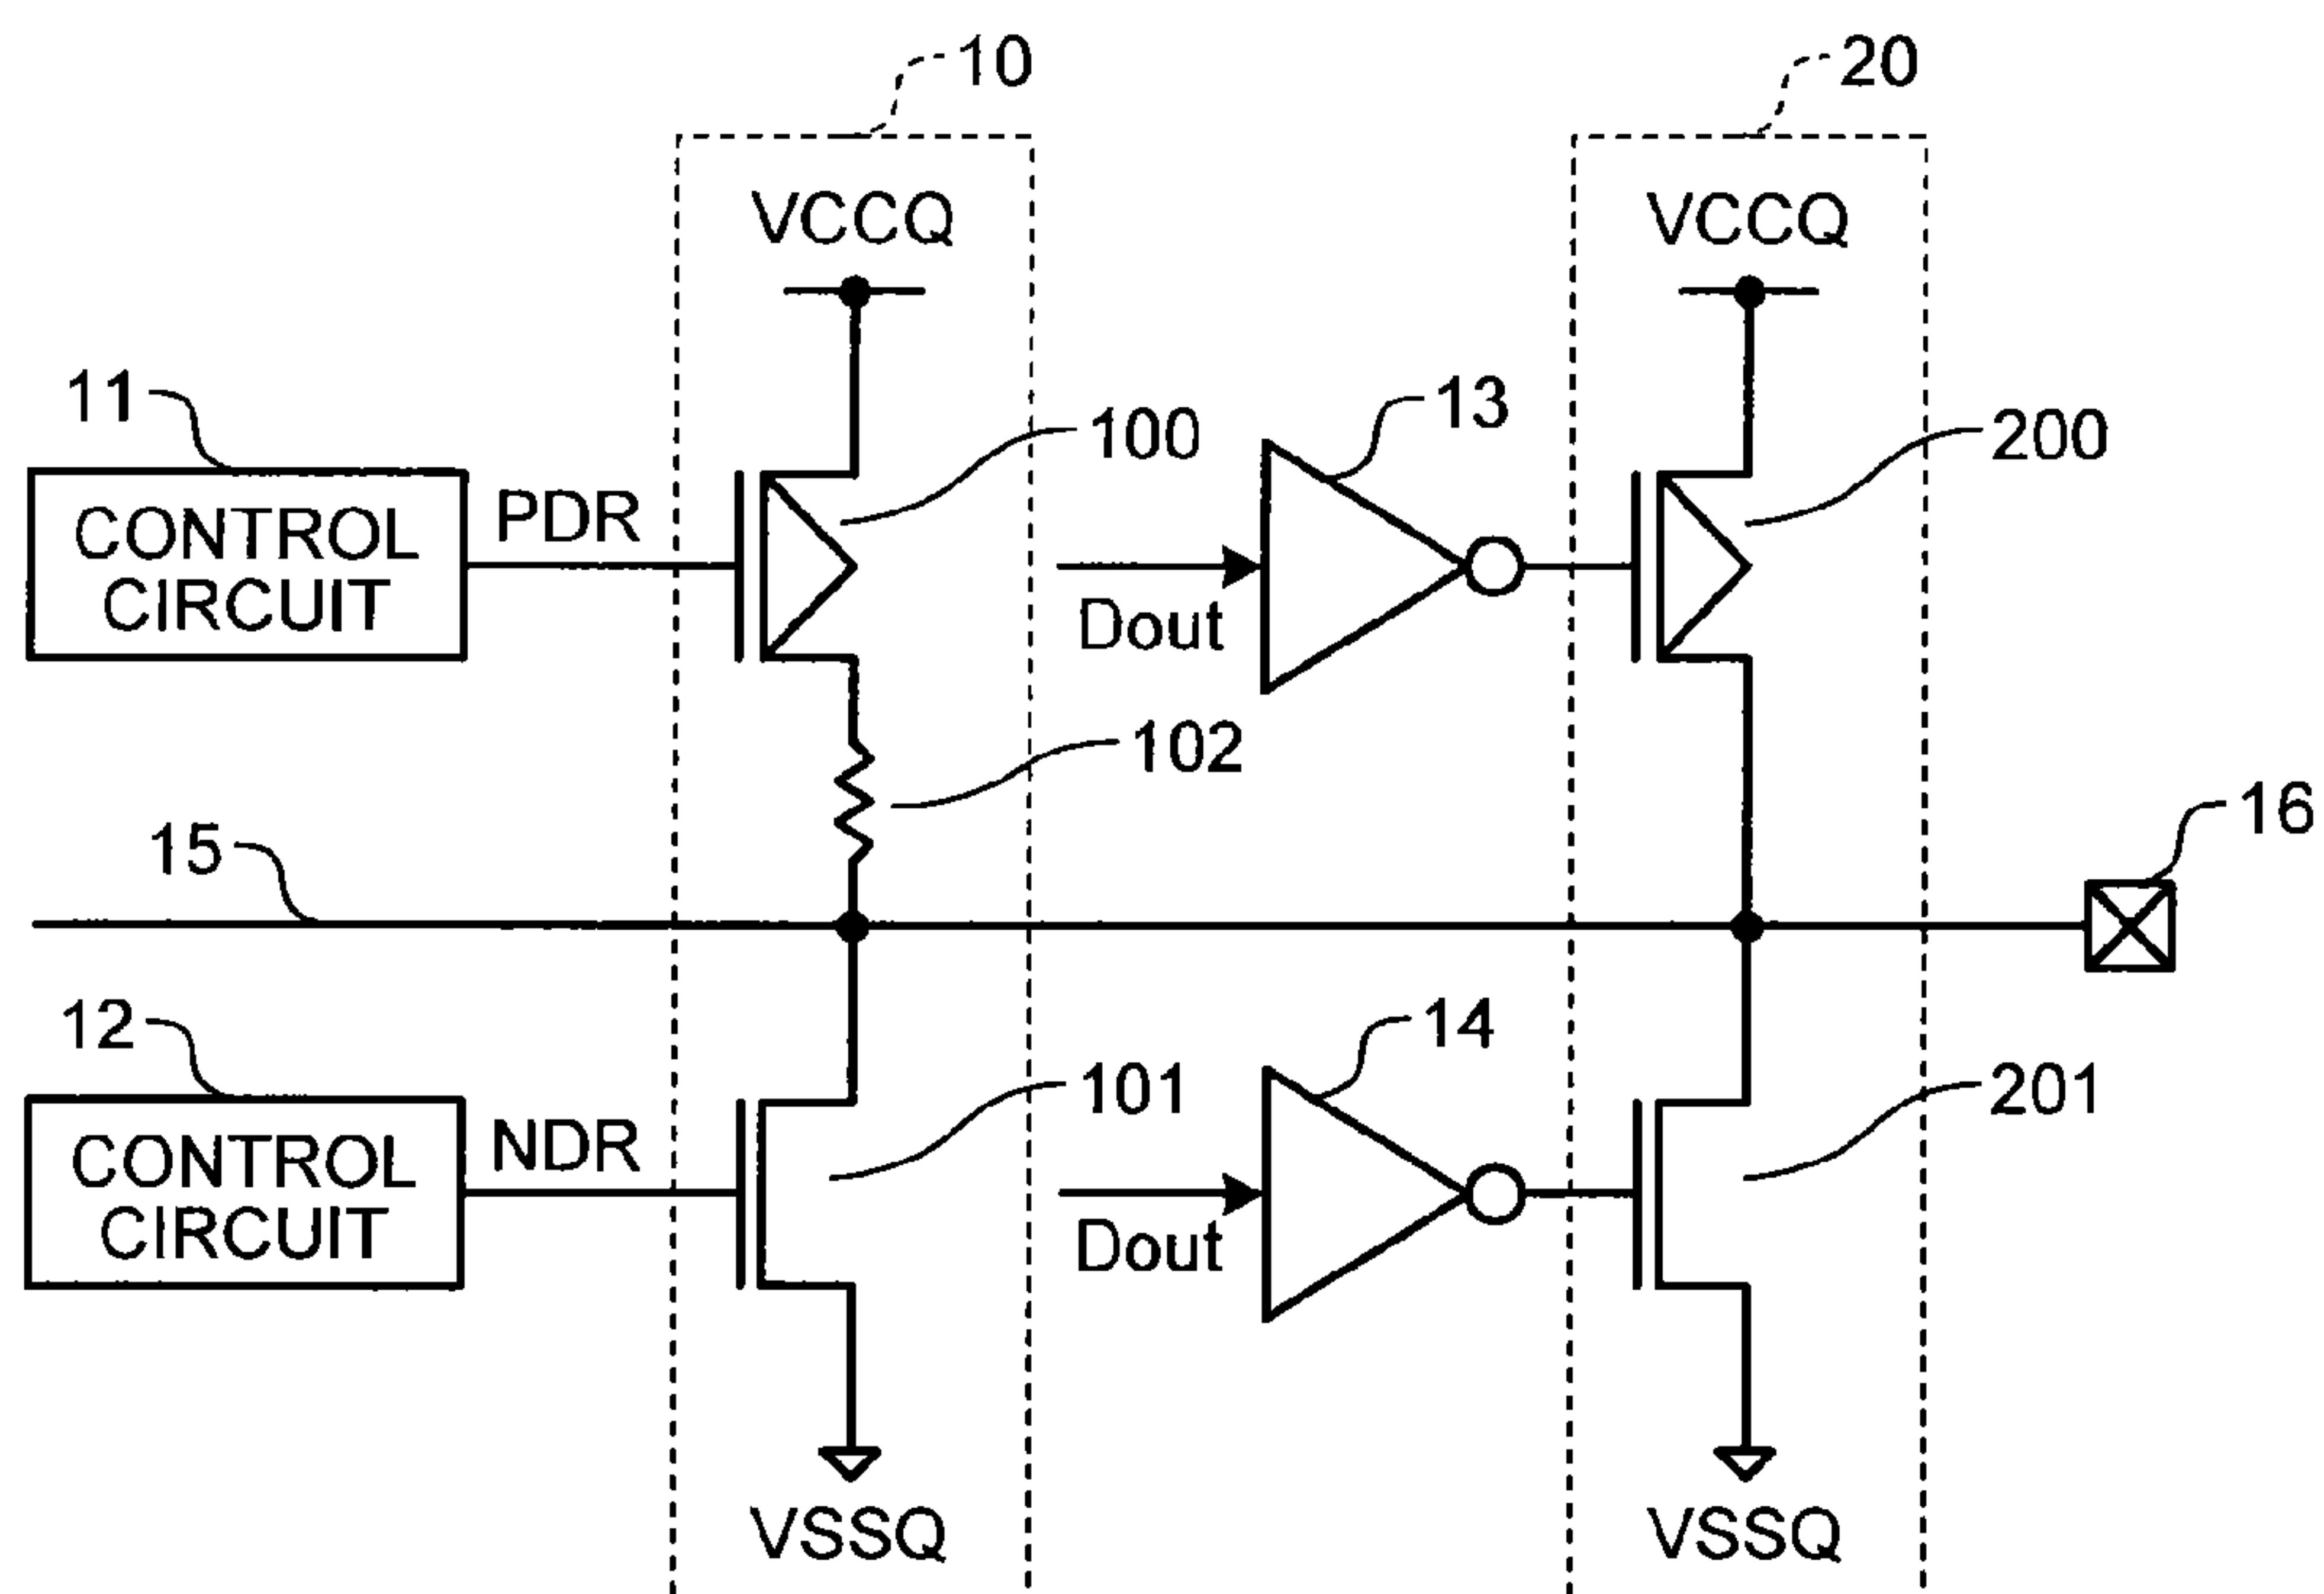 10
20
VCCQ
VCCQ
11
100
13
200
CONTROL
CIRCUIT
PDR
Dout
102
15
16
12
101
14
201
CONTROL
CIRCUIT
NDR
Dout
VSSQ
VSSQ